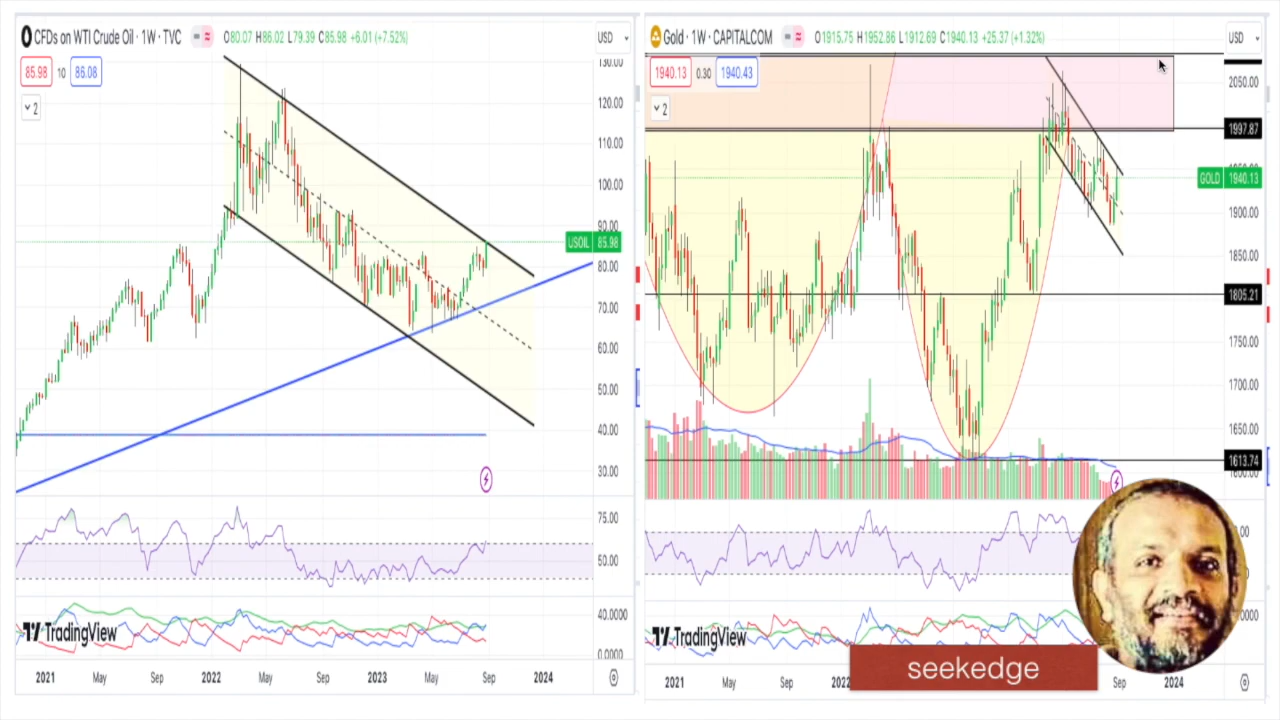 CFDs on WTI Crude Oil · 1W · TVC
O80.07 H86.02 L79.39 C85.98 +6.01 (+7.52%)
USD
85.98 10 86.08
2
130.00
120.00
110.00
100.00
90.00
USOIL 85.98
80.00
70.00
60.00
50.00
40.00
30.00
75.00
50.00
40.0000
0.0000
TradingView
2021 May Sep 2022 May Sep 2023 May Sep 2024
Gold · 1W · CAPITALCOM
O1915.75 H1952.86 L1912.69 C1940.13 +25.37 (+1.32%)
USD
1940.13 0.30 1940.43
2
2050.00
1997.87
GOLD 1940.13
1900.00
1850.00
1805.21
1750.00
1700.00
1650.00
1613.74
TradingView
2021 May Sep 2022 Sep 2024
seekedge